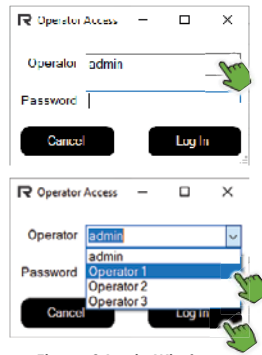 Operator Access
Operator admin
Password
Cancel Log In
Operator Access
Operator admin
admin
Password Operator 1
Operator 2
Operator 3
Cancel Log In